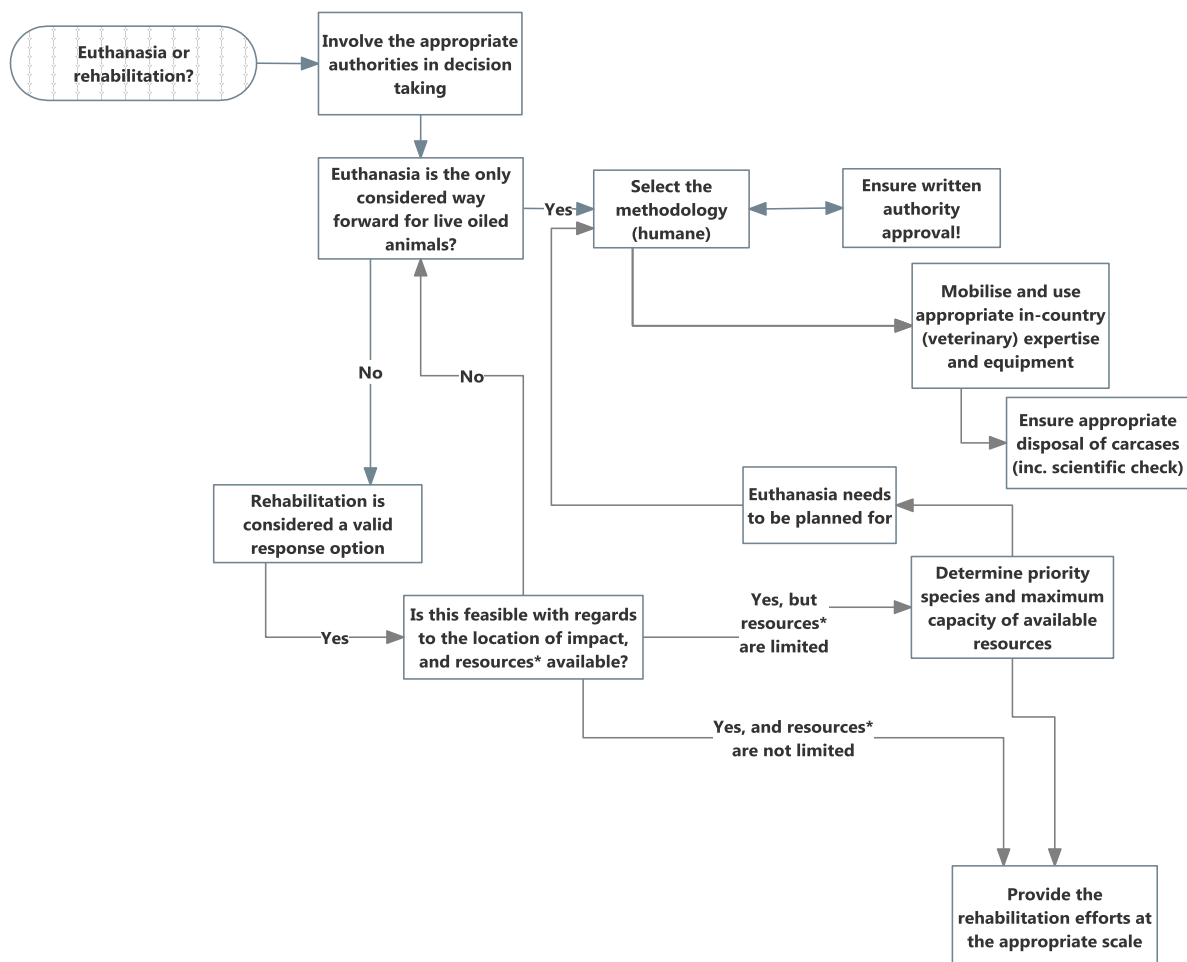 Euthanasia or
rehabilitation?
Involve the appropriate
authorities in decision
taking
Euthanasia is the only
considered way
forward for live oiled
animals?
Yes
Select the
methodology
(humane)
Ensure written
authority
approval!
Mobilise and use
appropriate in-country
(veterinary) expertise
and equipment
No
No
Ensure appropriate
disposal of carcases
(inc. scientific check)
Rehabilitation is
considered a valid
response option
Euthanasia needs
to be planned for
Yes
Is this feasible with regards
to the location of impact,
and resources* available?
Yes, but
resources*
are limited
Determine priority
species and maximum
capacity of available
resources
Yes, and resources*
are not limited
Provide the
rehabilitation efforts at
the appropriate scale